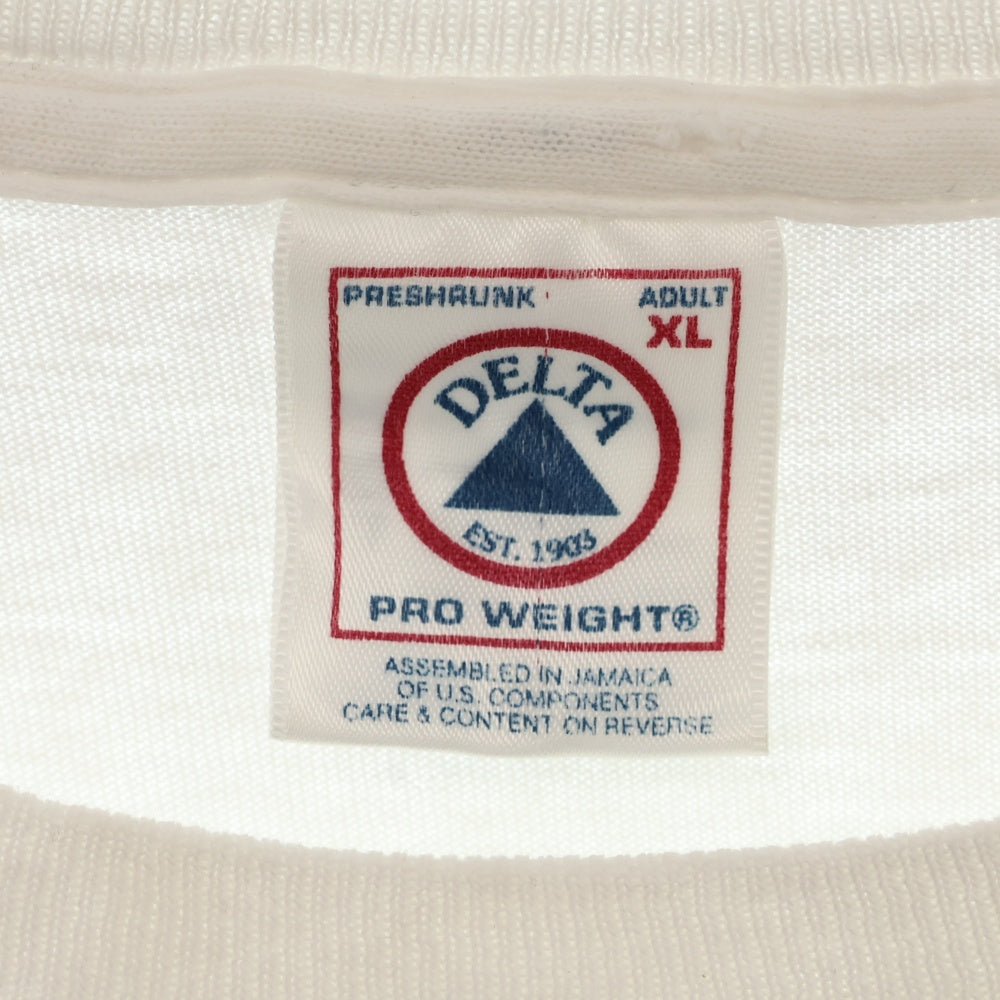 PRESHRUNK ADULT
XL
DELTA
EST. 1903
PRO WEIGHT®
ASSEMBLED IN JAMAICA
OF U.S. COMPONENTS
CARE & CONTENT ON REVERSE